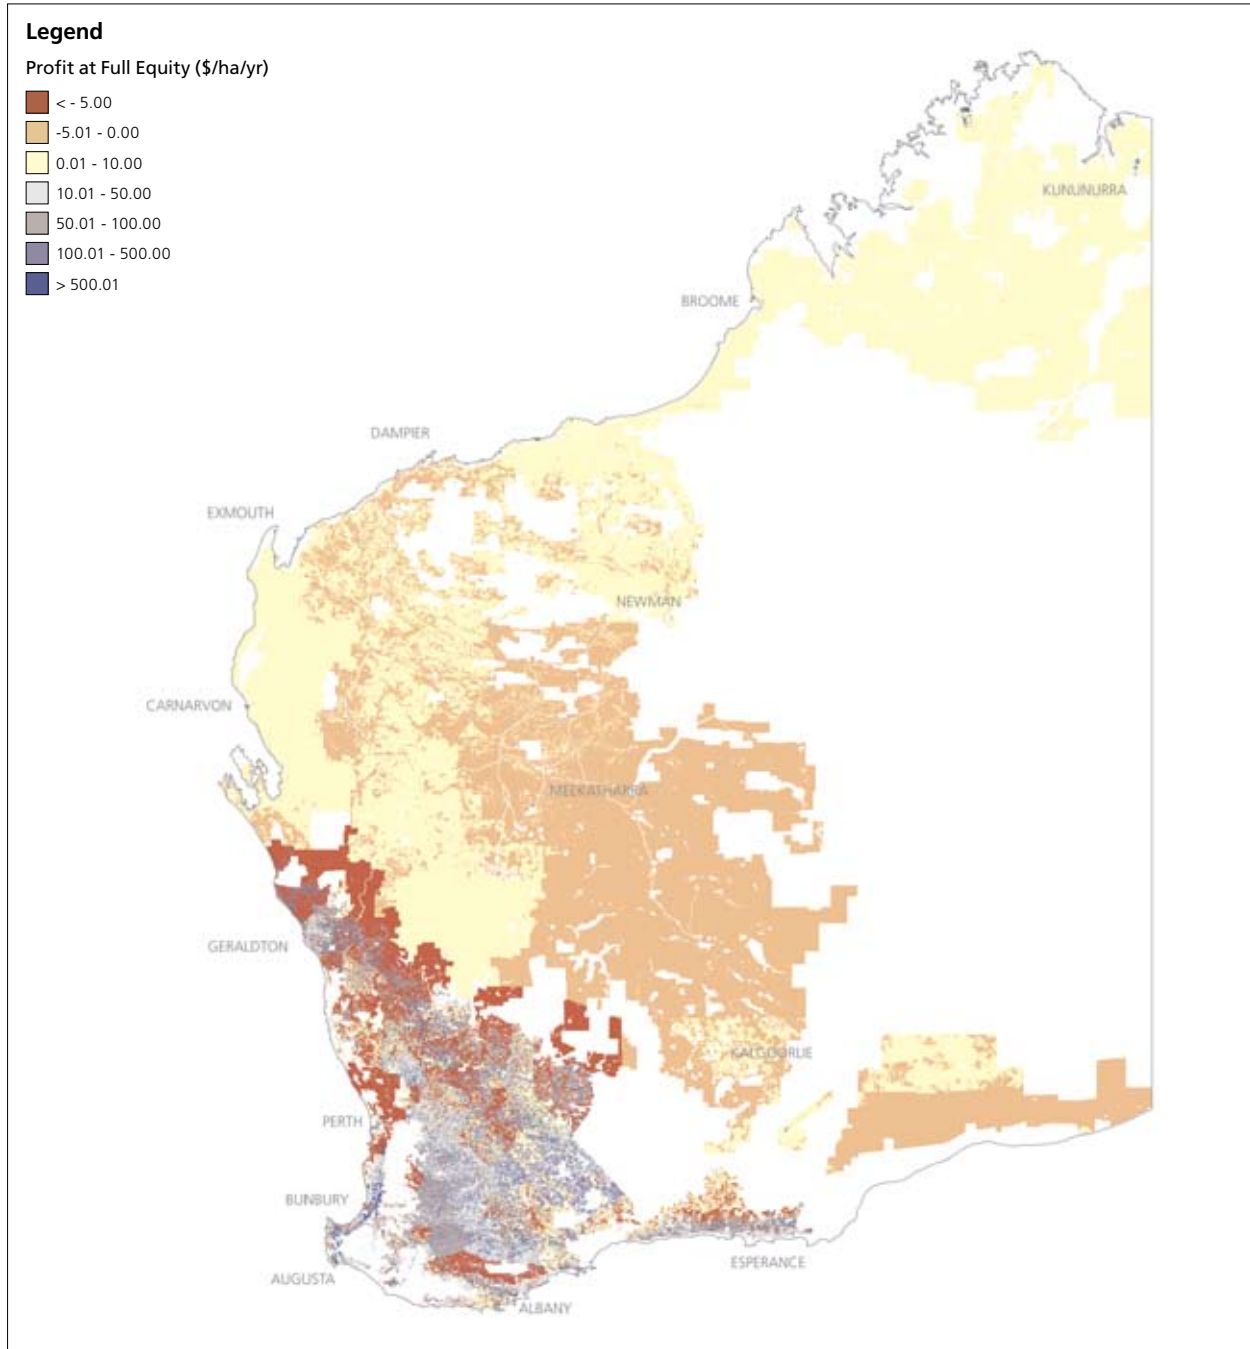 Legend
Profit at Full Equity ($/ha/yr)
< - 5.00
-5.01 - 0.00
0.01 - 10.00
10.01 - 50.00
50.01 - 100.00
100.01 - 500.00
> 500.01
KUNUNURRA
BROOME
DAMPIER
EXMOUTH
NEWMAN
CARNARVON
MEEKATHARRA
GERALDTON
KALGOORLIE
PERTH
BUNBURY
ESPERANCE
AUGUSTA
ALBANY